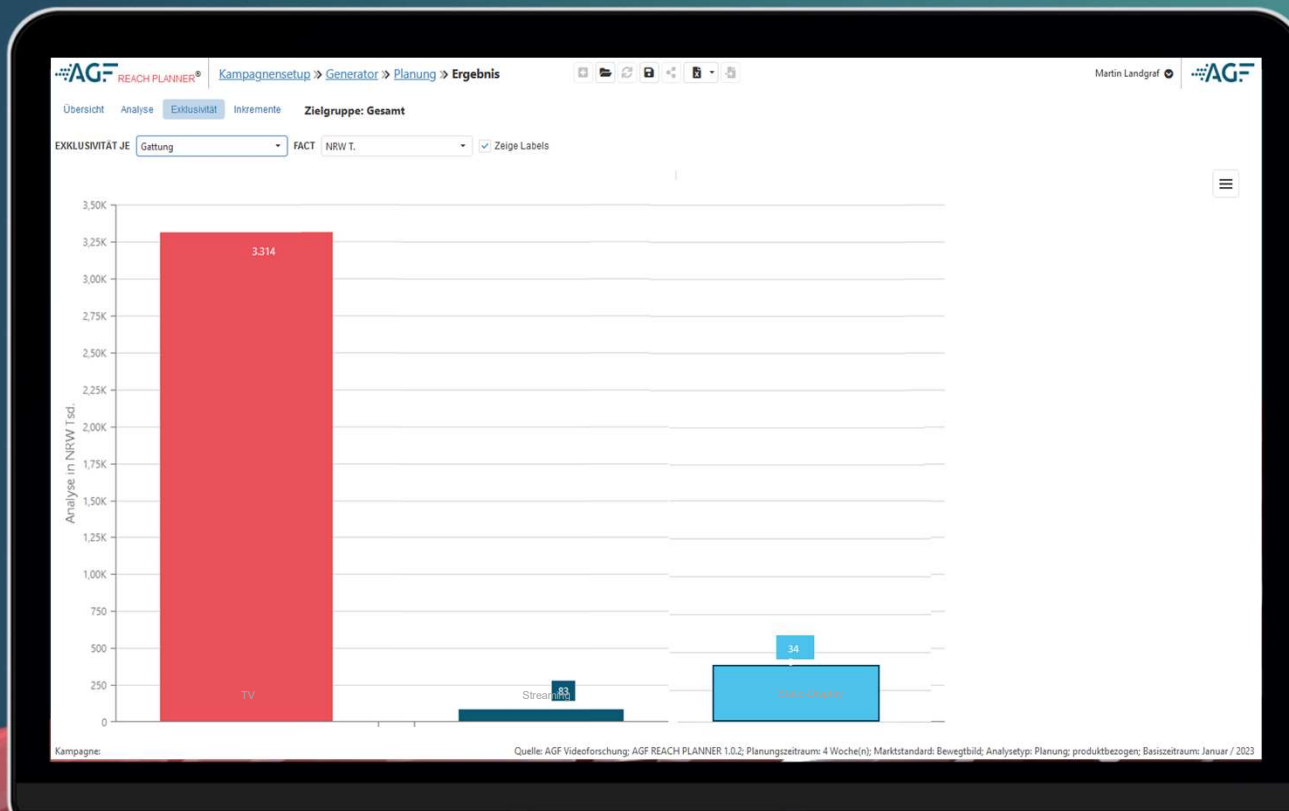 AGF REACH PLANNER®
Kampagnensetup » Generator » Planung » Ergebnis
Martin Landgraf
AGF
Übersicht Analyse Exklusivität Inkremente Zielgruppe: Gesamt
EXKLUSIVITÄT JE Gattung FACT NRW T. Zeige Labels
Analyse in NRW Tsd.
3,50K
3,25K
3,00K
2,75K
2,50K
2,25K
2,00K
1,75K
1,50K
1,25K
1,00K
750
500
250
0
3.314
83
34
TV
Streaming
Kampagne:
Quelle: AGF Videoforschung; AGF REACH PLANNER 1.0.2; Planungszeitraum: 4 Woche(n); Marktstandard: Bewegtbild; Analysetyp: Planung; produktbezogen; Basiszeitraum: Januar / 2023